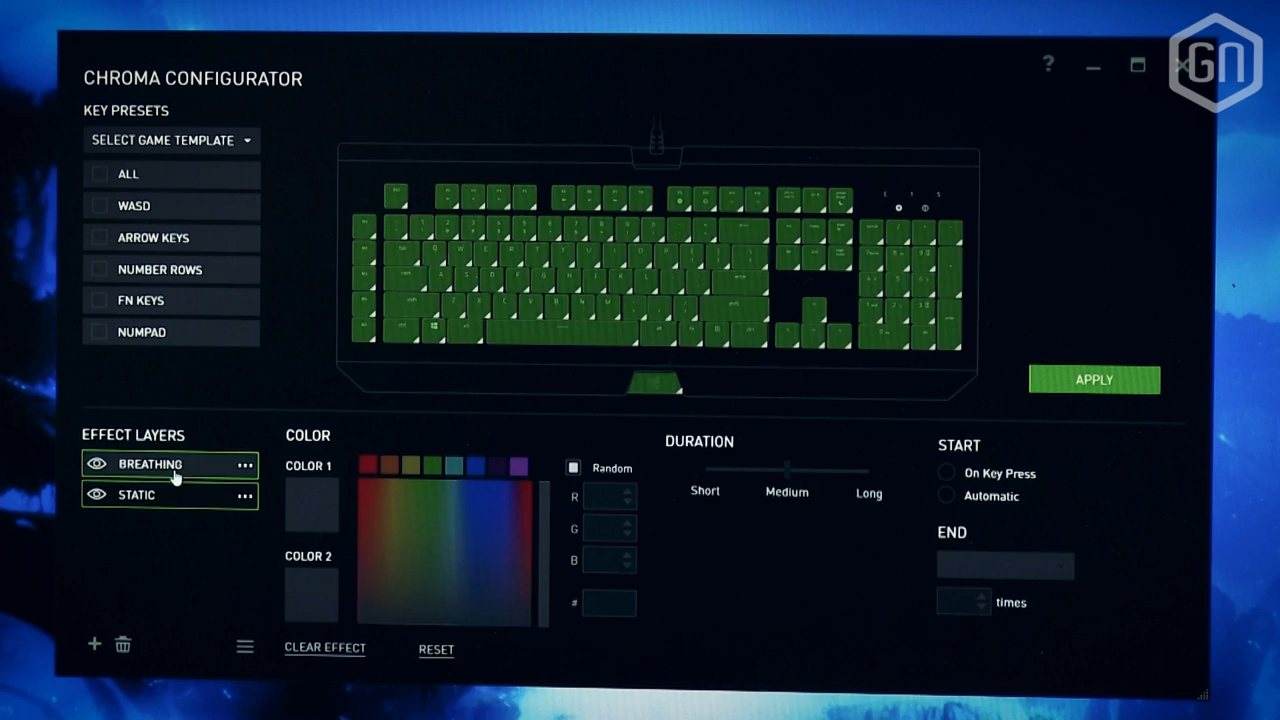 GN
CHROMA CONFIGURATOR
?
KEY PRESETS
SELECT GAME TEMPLATE
ALL
WASD
ARROW KEYS
NUMBER ROWS
FN KEYS
NUMPAD
Q W E R T Y U I O P
A S D F G H J K L
Z X C V B N M
APPLY
EFFECT LAYERS
BREATHING
STATIC
COLOR
COLOR 1
COLOR 2
Random
R
G
B
#
CLEAR EFFECT
RESET
DURATION
Short Medium Long
START
On Key Press
Automatic
END
times